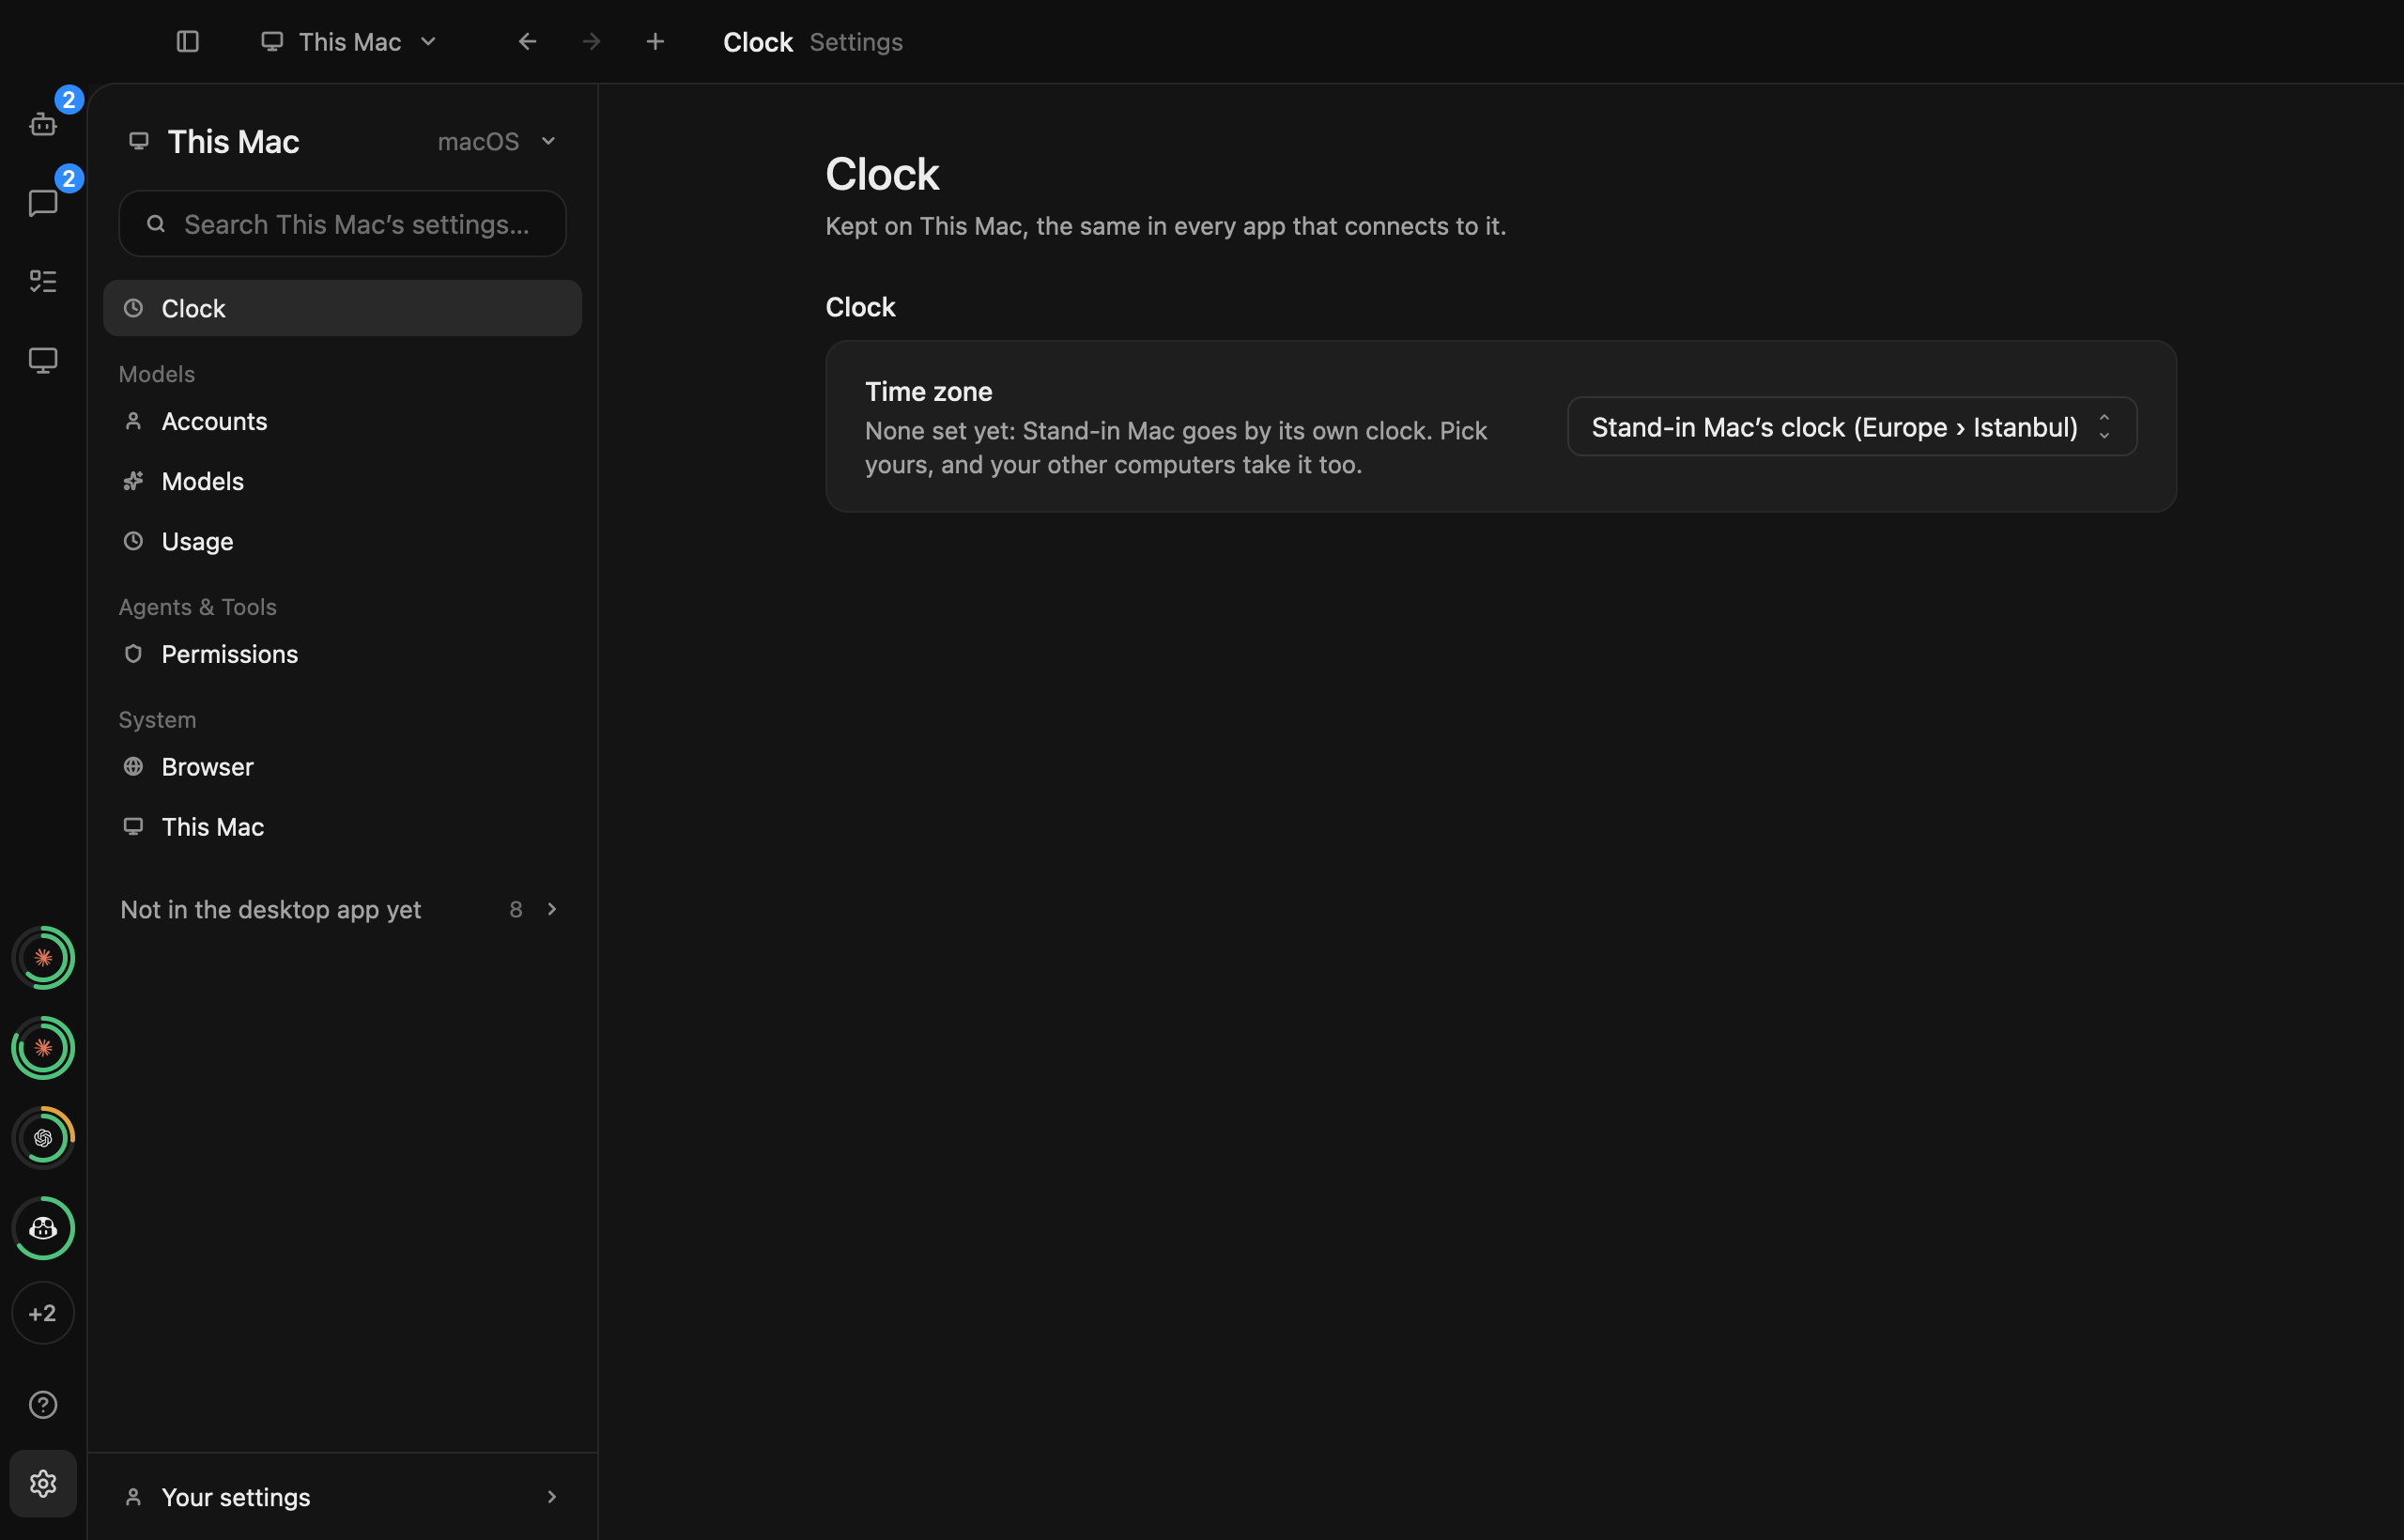 This Mac
Clock Settings
2
2
This Mac macOS
Search This Mac’s settings...
Clock
Models
Accounts
Models
Usage
Agents & Tools
Permissions
System
Browser
This Mac
Not in the desktop app yet 8
+2
Your settings
Clock
Kept on This Mac, the same in every app that connects to it.
Clock
Time zone
None set yet: Stand-in Mac goes by its own clock. Pick
yours, and your other computers take it too.
Stand-in Mac’s clock (Europe › Istanbul)